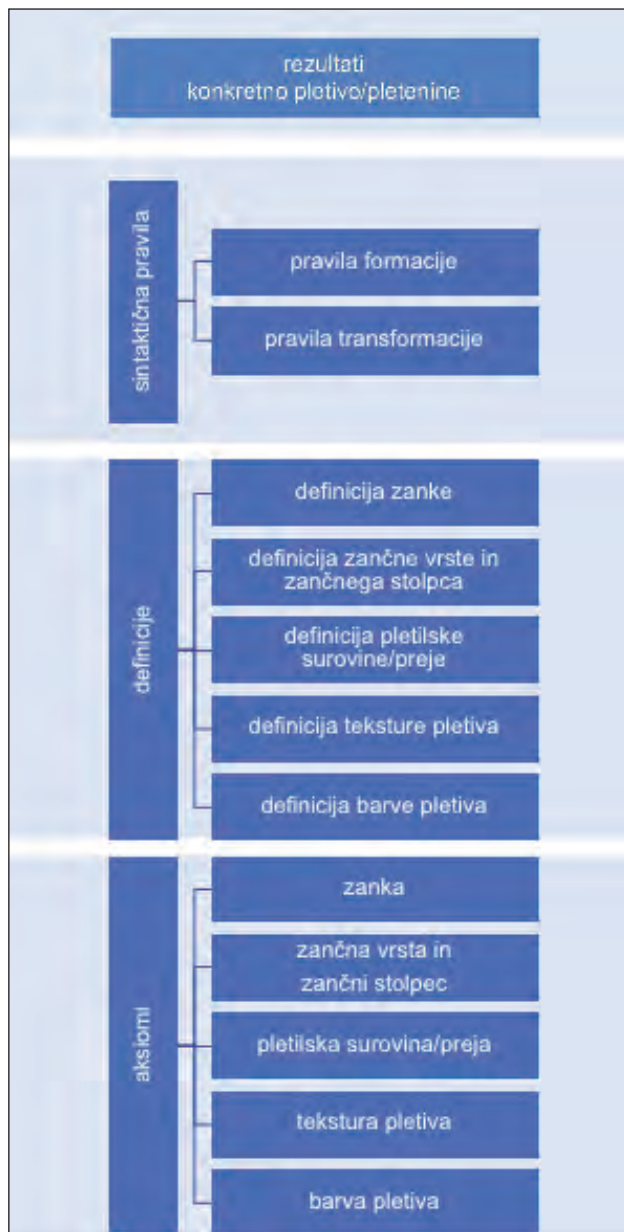 rezultati
konkretno pletivo/pletenine
sintaktična pravila
pravila formacije
pravila transformacije
definicije
definicija zanke
definicija zančne vrste in
zančnega stolpca
definicija pletilske
surovine/preje
definicija teksture pletiva
definicija barve pletiva
aksiomi
zanka
zančna vrsta in
zančni stolpec
pletilska surovina/preja
tekstura pletiva
barva pletiva